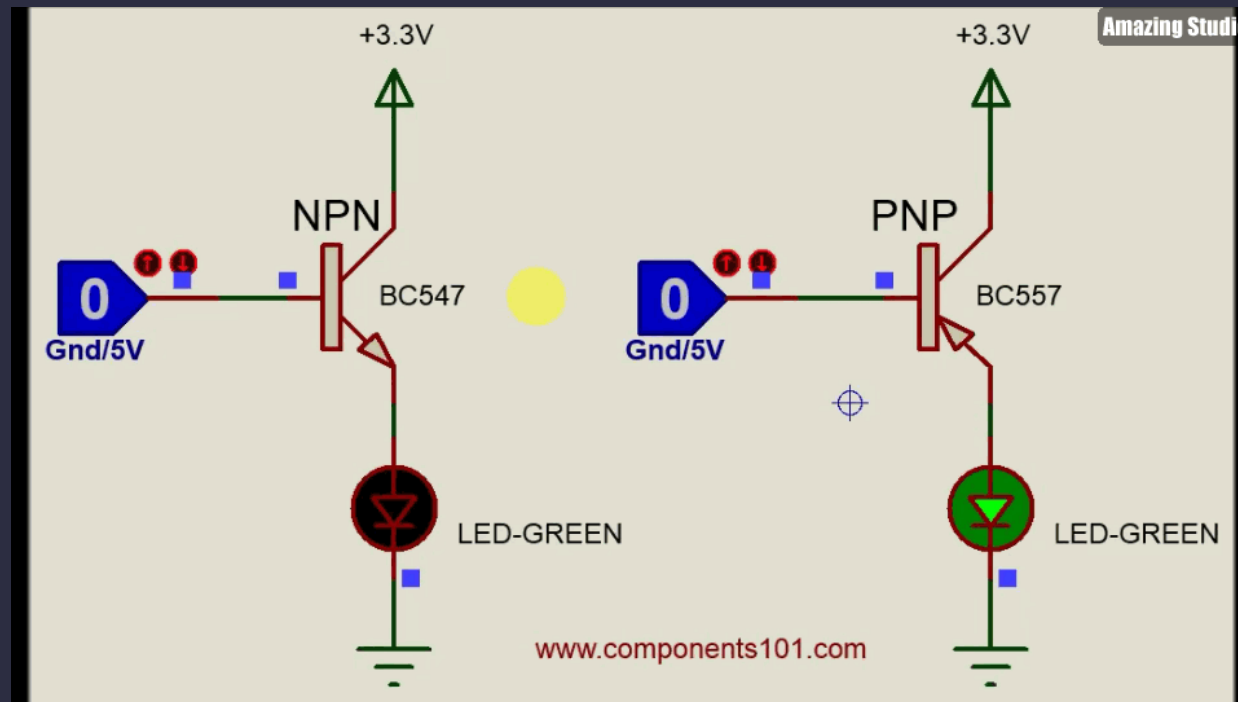 +3.3V
+3.3V
Amazing Studi
NPN
PNP
0
BC547
0
BC557
Gnd/5V
Gnd/5V
LED-GREEN
LED-GREEN
www.components101.com